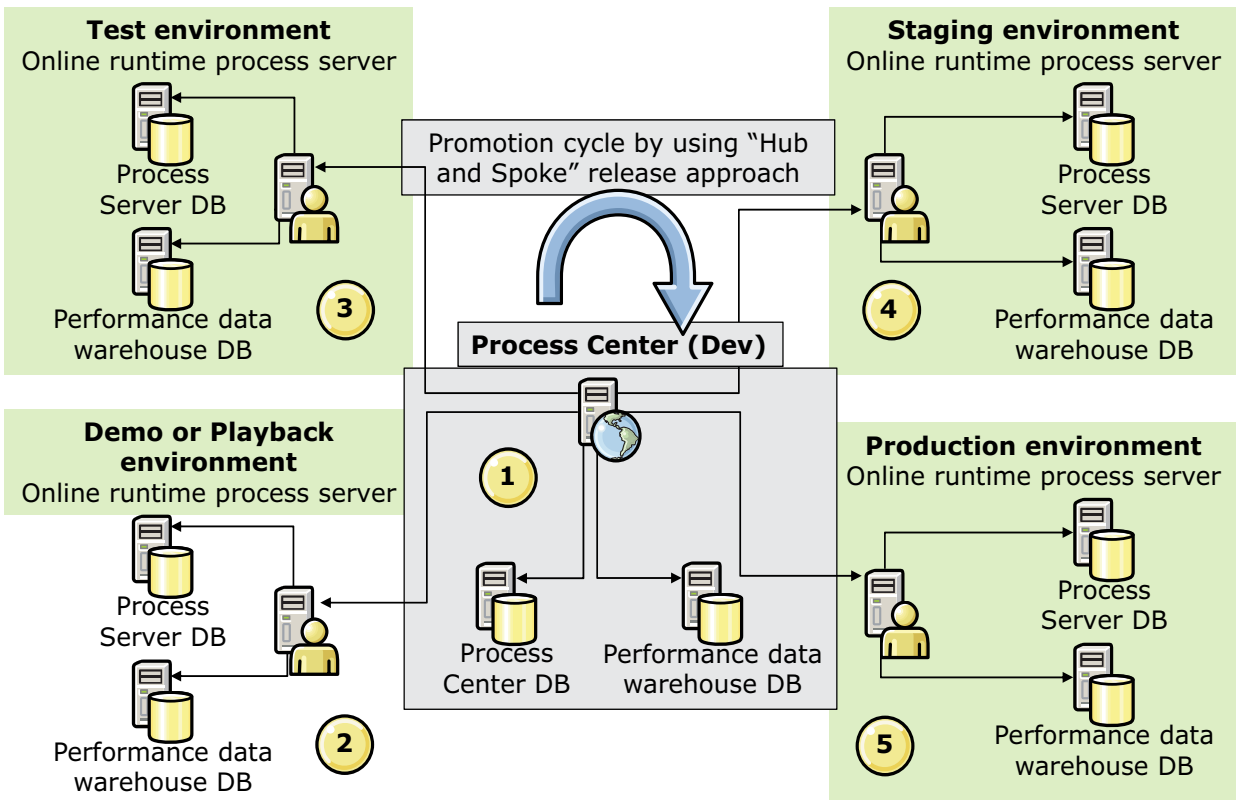 Test environment
Online runtime process server
Process
Server DB
Performance data
warehouse DB
3
Promotion cycle by using “Hub
and Spoke” release approach
Staging environment
Online runtime process server
Process
Server DB
Performance data
warehouse DB
4
Process Center (Dev)
1
Process
Center DB
Performance data
warehouse DB
Demo or Playback
environment
Online runtime process server
Process
Server DB
Performance data
warehouse DB
2
Production environment
Online runtime process server
Process
Server DB
Performance data
warehouse DB
5